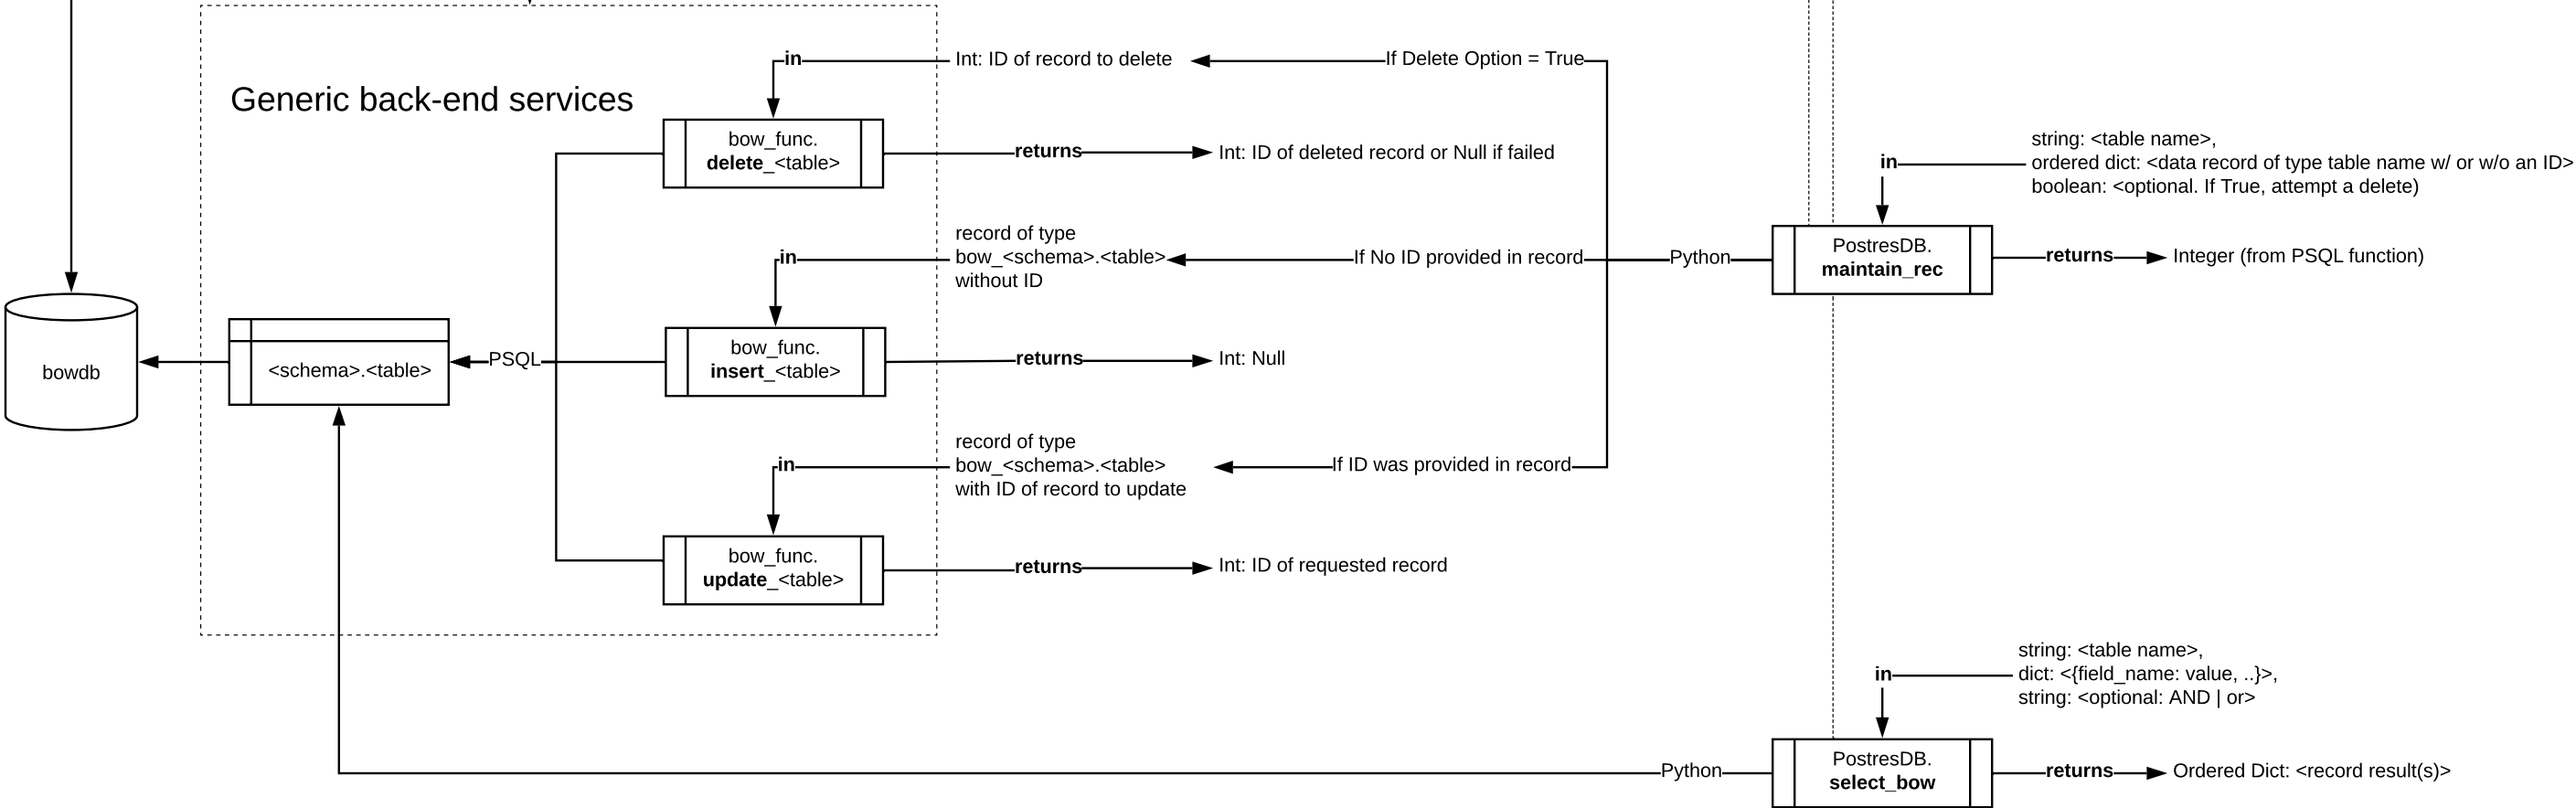 in
Int: ID of record to delete
If Delete Option = True
Generic back-end services
bow_func.
delete_<table>
returns
Int: ID of deleted record or Null if failed
string: <table name>,
in
ordered dict: <data record of type table name w/ or w/o an ID>
boolean: <optional. If True, attempt a delete)
record of type
in
bow_<schema>.<table>
without ID
If No ID provided in record
Python
PostresDB.
maintain_rec
returns
Integer (from PSQL function)
bowdb
<schema>.<table>
PSQL
bow_func.
insert_<table>
returns
Int: Null
record of type
in
bow_<schema>.<table>
with ID of record to update
If ID was provided in record
bow_func.
update_<table>
returns
Int: ID of requested record
string: <table name>,
in
dict: <{field_name: value, ..}>,
string: <optional: AND | or>
Python
PostresDB.
select_bow
returns
Ordered Dict: <record result(s)>